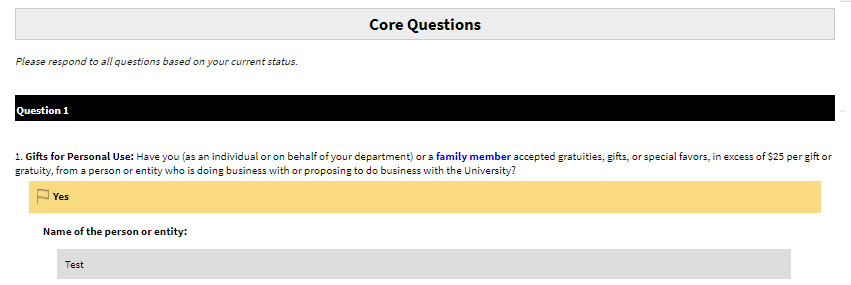 Core Questions
Please respond to all questions based on your current status.
Question 1
1. Gifts for Personal Use: Have you (as an individual or on behalf of your department) or a family member accepted gratuities, gifts, or special favors, in excess of $25 per gift or
gratuity, from a person or entity who is doing business with or proposing to do business with the University?
Yes
Name of the person or entity:
Test